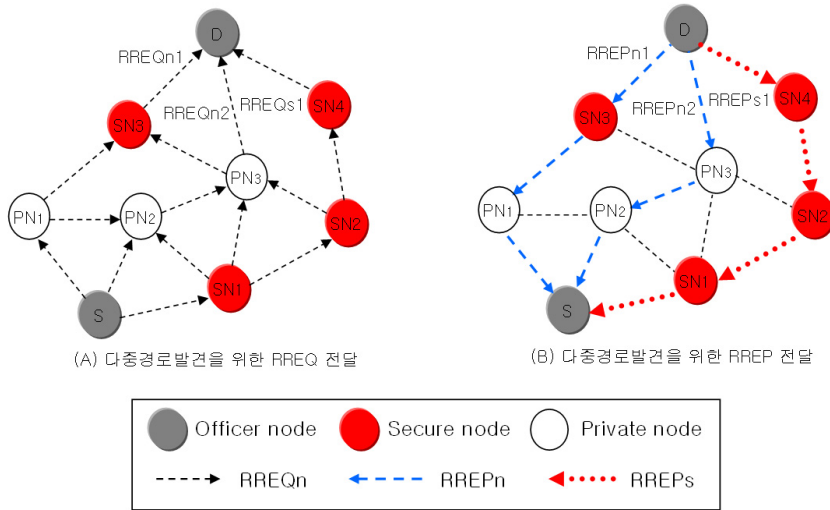 D
RREQn1
RREQn2
RREQs1
SN4
SN3
PN3
PN1
PN2
SN2
SN1
S
(A) 다중경로발견을 위한 RREQ 전달
D
RREPn1
RREPn2
RREPs1
SN4
SN3
PN3
PN1
PN2
SN2
SN1
S
(B) 다중경로발견을 위한 RREP 전달
Officer node
Secure node
Private node
RREQn
RREPn
RREPs